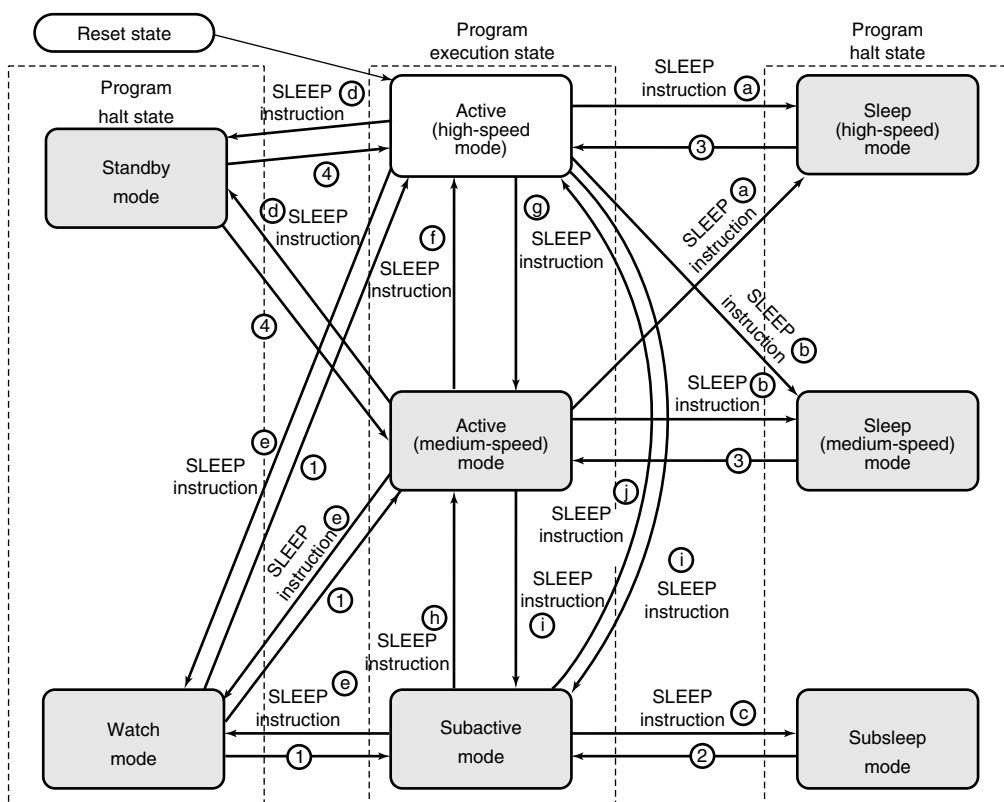 Reset state
Program
execution state
Program
halt state
Program
halt state
SLEEP
instruction
d
Active
(high-speed
mode)
SLEEP
instruction
a
Sleep
(high-speed)
mode
Standby
mode
4
3
d
SLEEP
instruction
f
SLEEP
instruction
g
SLEEP
instruction
a
SLEEP
instruction
4
SLEEP
instruction
b
Active
(medium-speed)
mode
SLEEP
instruction
b
Sleep
(medium-speed)
mode
3
e
SLEEP
instruction
1
SLEEP
instruction
e
1
j
SLEEP
instruction
i
SLEEP
instruction
SLEEP
instruction
i
h
SLEEP
instruction
SLEEP
instruction
e
Watch
mode
1
Subactive
mode
SLEEP
instruction
c
2
Subsleep
mode